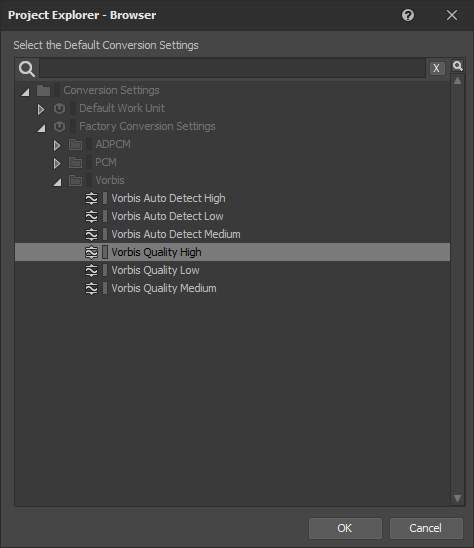 Project Explorer - Browser
Select the Default Conversion Settings
X
Conversion Settings
Default Work Unit
Factory Conversion Settings
ADPCM
PCM
Vorbis
Vorbis Auto Detect High
Vorbis Auto Detect Low
Vorbis Auto Detect Medium
Vorbis Quality High
Vorbis Quality Low
Vorbis Quality Medium
OK Cancel